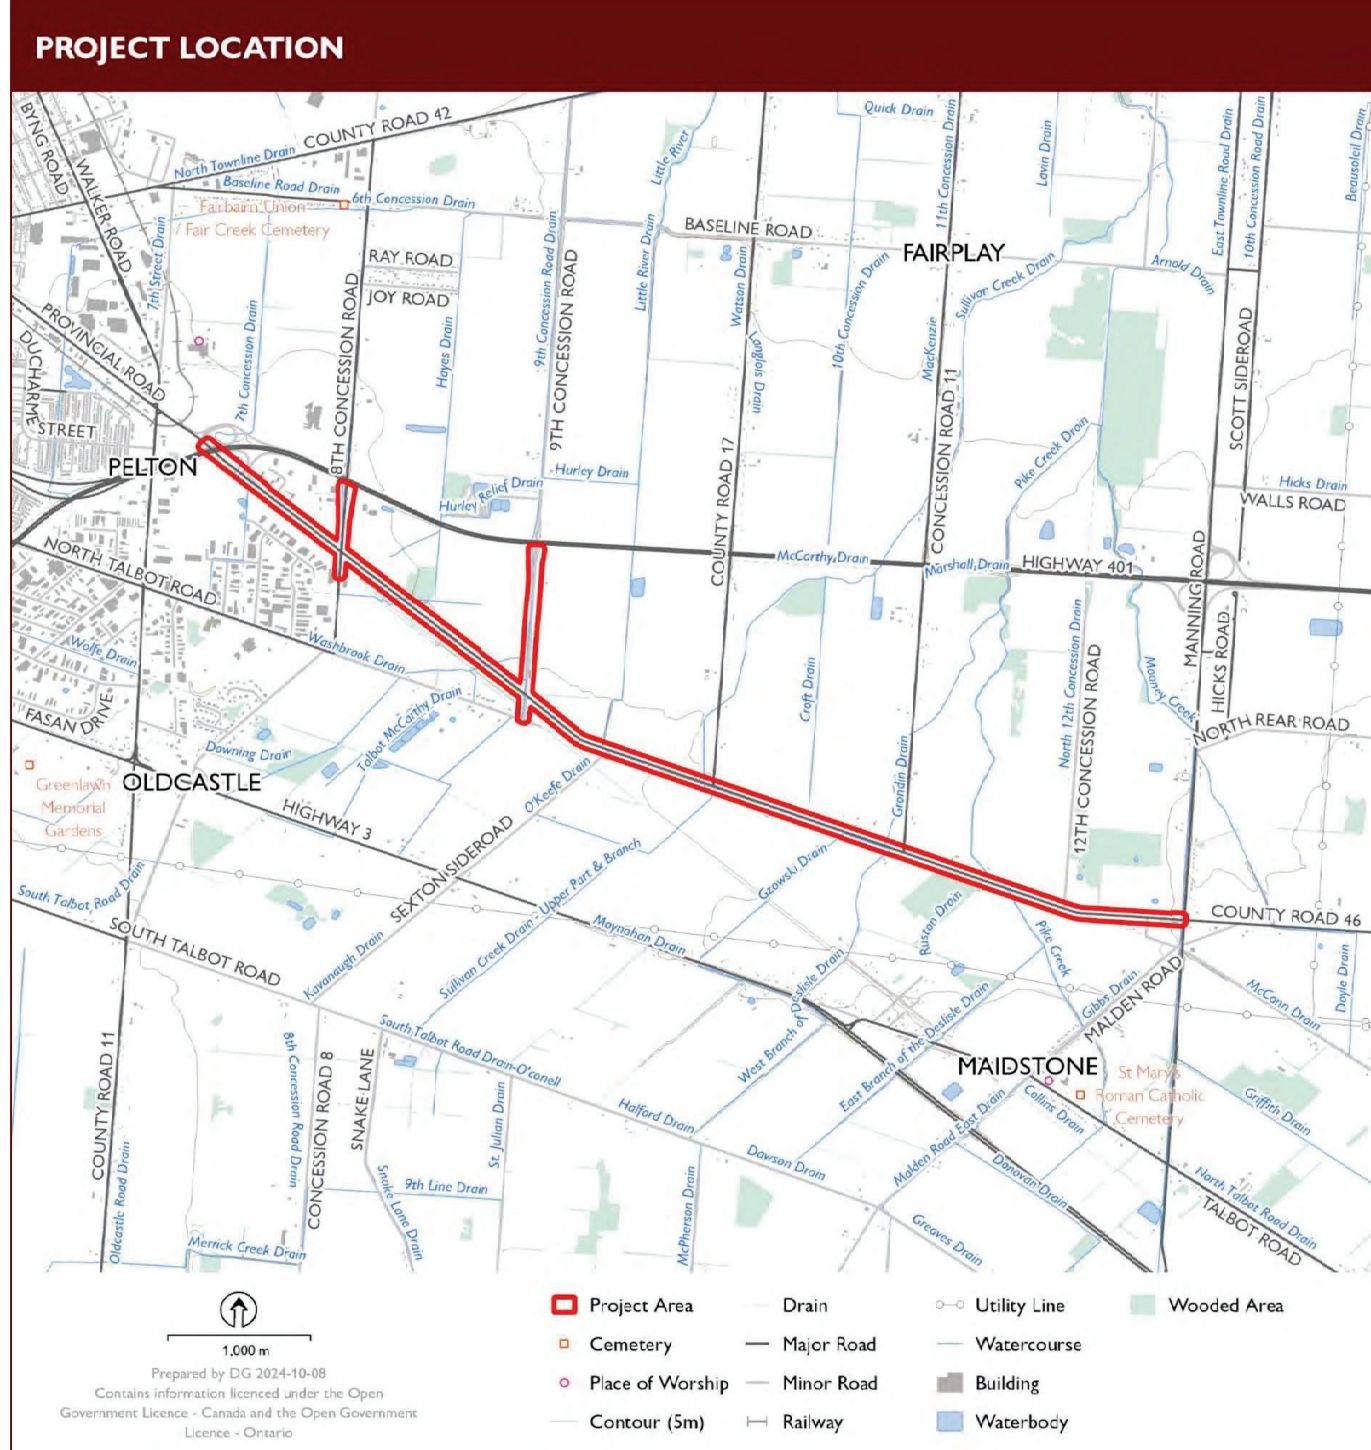 PROJECT LOCATION
BYNG ROAD
WALKER ROAD
COUNTY ROAD 42
North Townline Drain
Baseline Road Drain
6th Concession Drain
Fairbairn Union
/ Fair Creek Cemetery
7th Street Drain
RAY ROAD
JOY ROAD
8TH CONCESSION ROAD
7th Concession Drain
Hayes Drain
9th Concession Road Drain
9TH CONCESSION ROAD
Little River
Little River Drain
BASELINE ROAD
Watson Drain
Langlois Drain
Quick Drain
11th Concession Drain
Lavin Drain
East Townline Road Drain
10th Concession Road Drain
Beausoleil Drain
FAIRPLAY
10th Concession Drain
Sullivan Creek Drain
Arnold Drain
MacKenzie
SCOTT SIDEROAD
PROVINCIAL ROAD
DUCHARME
STREET
PELTON
Hurley Drain
Hurley Relief Drain
COUNTY ROAD 17
CONCESSION ROAD 11
Pike Creek Drain
Hicks Drain
WALLS ROAD
McCarthy Drain
Marshall Drain
HIGHWAY 401
MANNING ROAD
HICKS ROAD
NORTH TALBOT ROAD
Washbrook Drain
Wolfe Drain
FASAN DRIVE
Downing Drain
Talbot McCarthy Drain
Croft Drain
Grondin Drain
North 12th Concession Drain
12TH CONCESSION ROAD
Mooney Creek
NORTH REAR ROAD
Greenlawn
Memorial
Gardens
OLDCASTLE
HIGHWAY 3
O'Keefe Drain
SEXTON SIDEROAD
Sullivan Creek Drain - Upper Part & Branch
Gzowski Drain
Ruston Drain
Pike Creek
COUNTY ROAD 46
South Talbot Road Drain
SOUTH TALBOT ROAD
Kavanaugh Drain
Moynahan Drain
West Branch of Deslisle Drain
East Branch of the Deslisle Drain
Gibbs Drain
MALDEN ROAD
McConn Drain
Doyle Drain
COUNTY ROAD 11
Oldcastle Road Drain
8th Concession Road Drain
CONCESSION ROAD 8
SNAKE LANE
Snake Lane Drain
South Talbot Road Drain-O'conell
St. Julian Drain
9th Line Drain
Merrick Creek Drain
Halford Drain
McPherson Drain
Dawson Drain
Malden Road East Drain
MAIDSTONE
St Mary's
Roman Catholic
Cemetery
Collins Drain
Donovan Drain
Greaves Drain
Griffith Drain
North Talbot Road Drain
TALBOT ROAD
1,000 m
Prepared by DG 2024-10-08
Contains information licenced under the Open
Government Licence - Canada and the Open Government
Licence - Ontario
Project Area
Cemetery
Place of Worship
Contour (5m)
Drain
Major Road
Minor Road
Railway
Utility Line
Watercourse
Building
Waterbody
Wooded Area